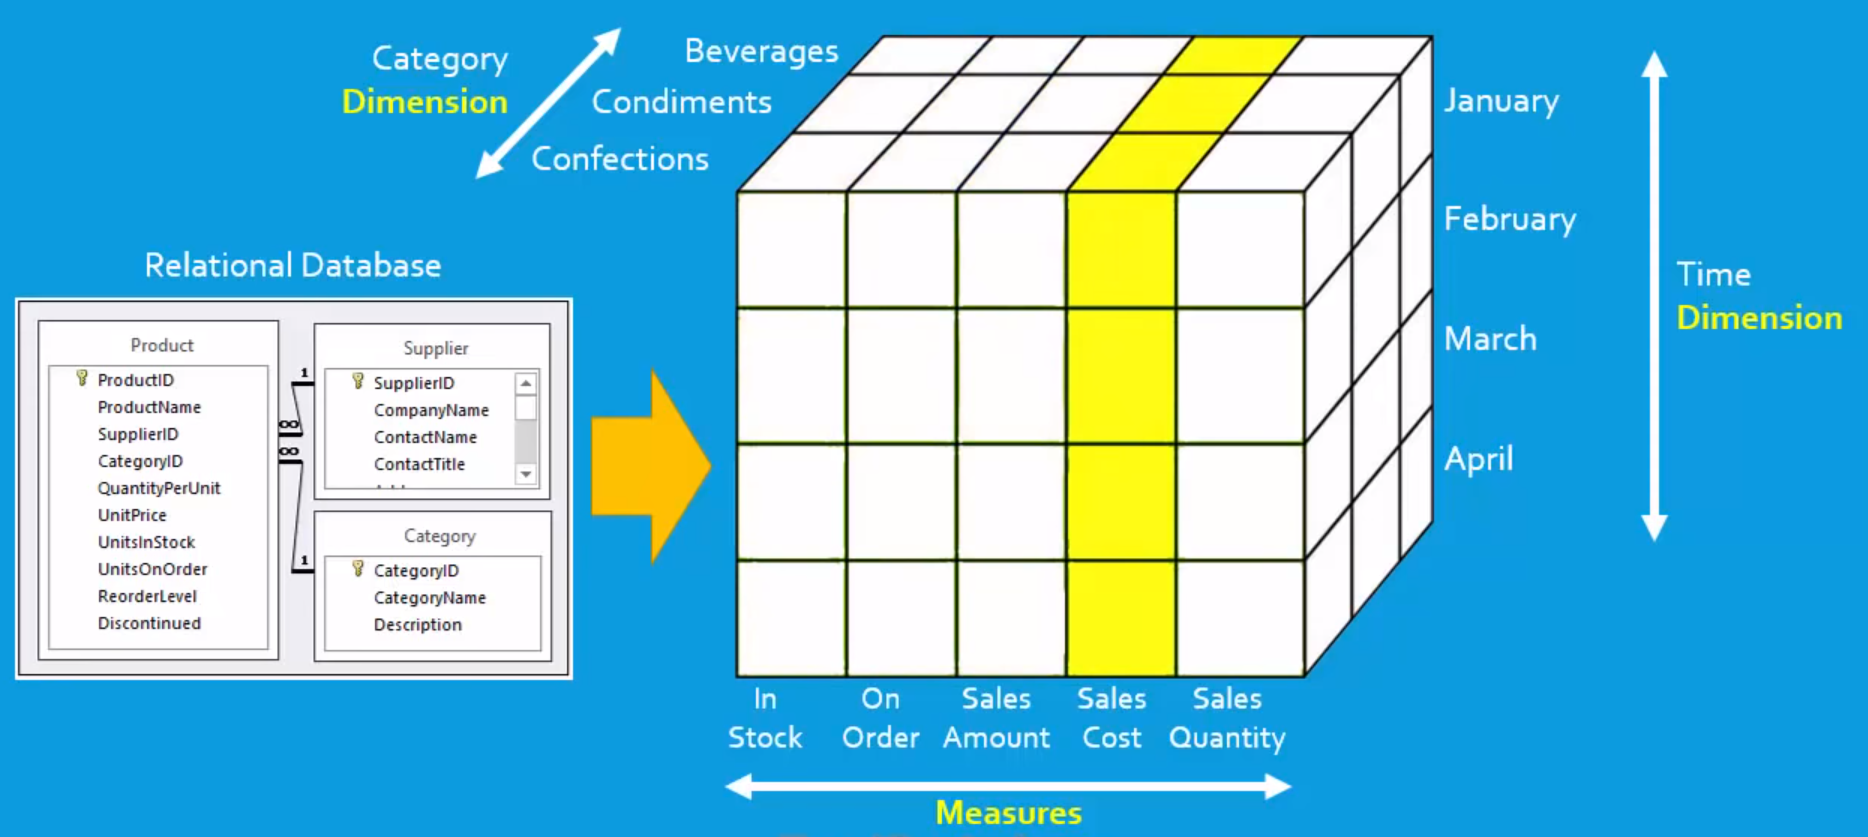 Category
Dimension
Beverages
Condiments
Confections
January
February
March
April
Time
Dimension
Relational Database
Product
ProductID
ProductName
SupplierID
CategoryID
QuantityPerUnit
UnitPrice
UnitsInStock
UnitsOnOrder
ReorderLevel
Discontinued
1
∞
∞
1
Supplier
SupplierID
CompanyName
ContactName
ContactTitle
Category
CategoryID
CategoryName
Description
In
Stock
On
Order
Sales
Amount
Sales
Cost
Sales
Quantity
Measures